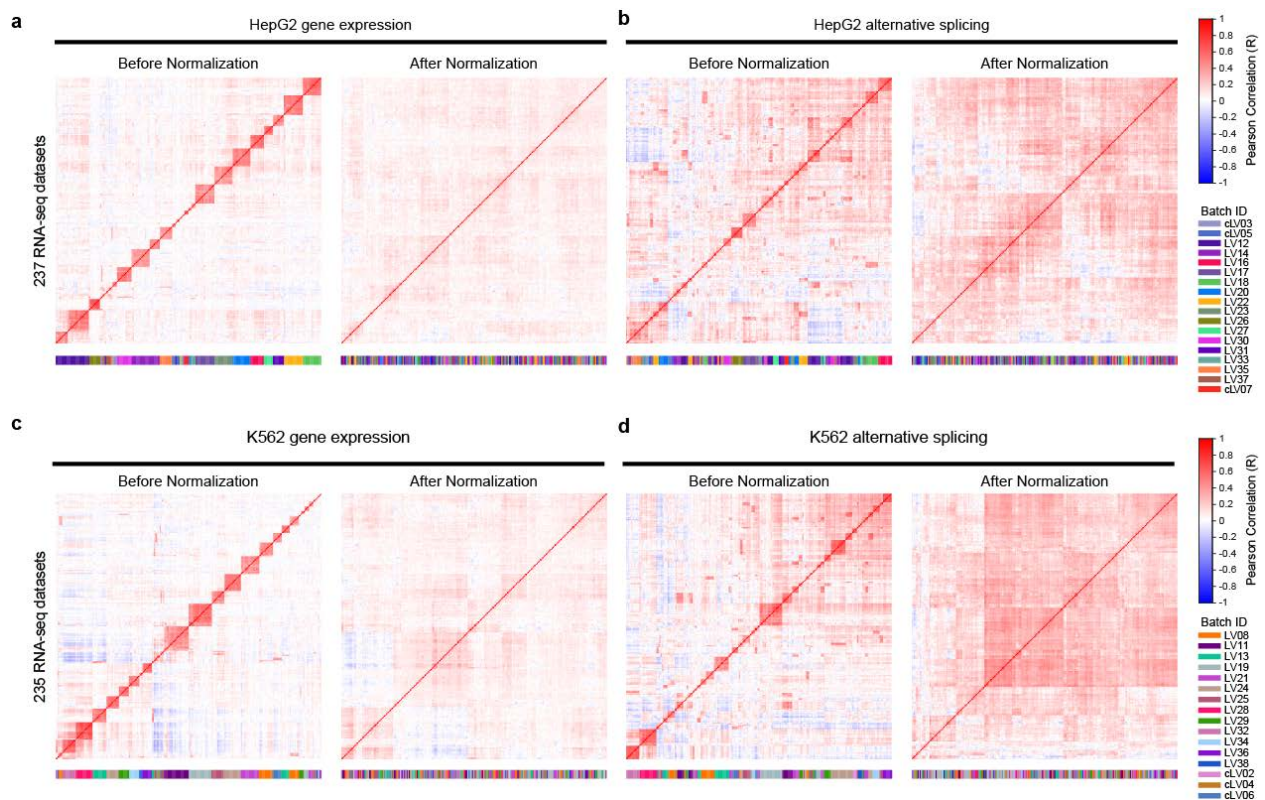 a
HepG2 gene expression
Before Normalization
After Normalization
237 RNA-seq datasets
b
HepG2 alternative splicing
Before Normalization
After Normalization
1
0.8
0.6
0.4
0.2
0
-0.2
-0.4
-0.6
-0.8
-1
Pearson Correlation (R)
Batch ID
cLV03
cLV05
LV12
LV14
LV16
LV17
LV18
LV20
LV22
LV23
LV26
LV27
LV30
LV31
LV33
LV35
LV37
cLV07
c
K562 gene expression
Before Normalization
After Normalization
235 RNA-seq datasets
d
K562 alternative splicing
Before Normalization
After Normalization
1
0.8
0.6
0.4
0.2
0
-0.2
-0.4
-0.6
-0.8
-1
Pearson Correlation (R)
Batch ID
LV08
LV11
LV13
LV19
LV21
LV24
LV25
LV28
LV29
LV32
LV34
LV36
LV38
cLV02
cLV04
cLV06